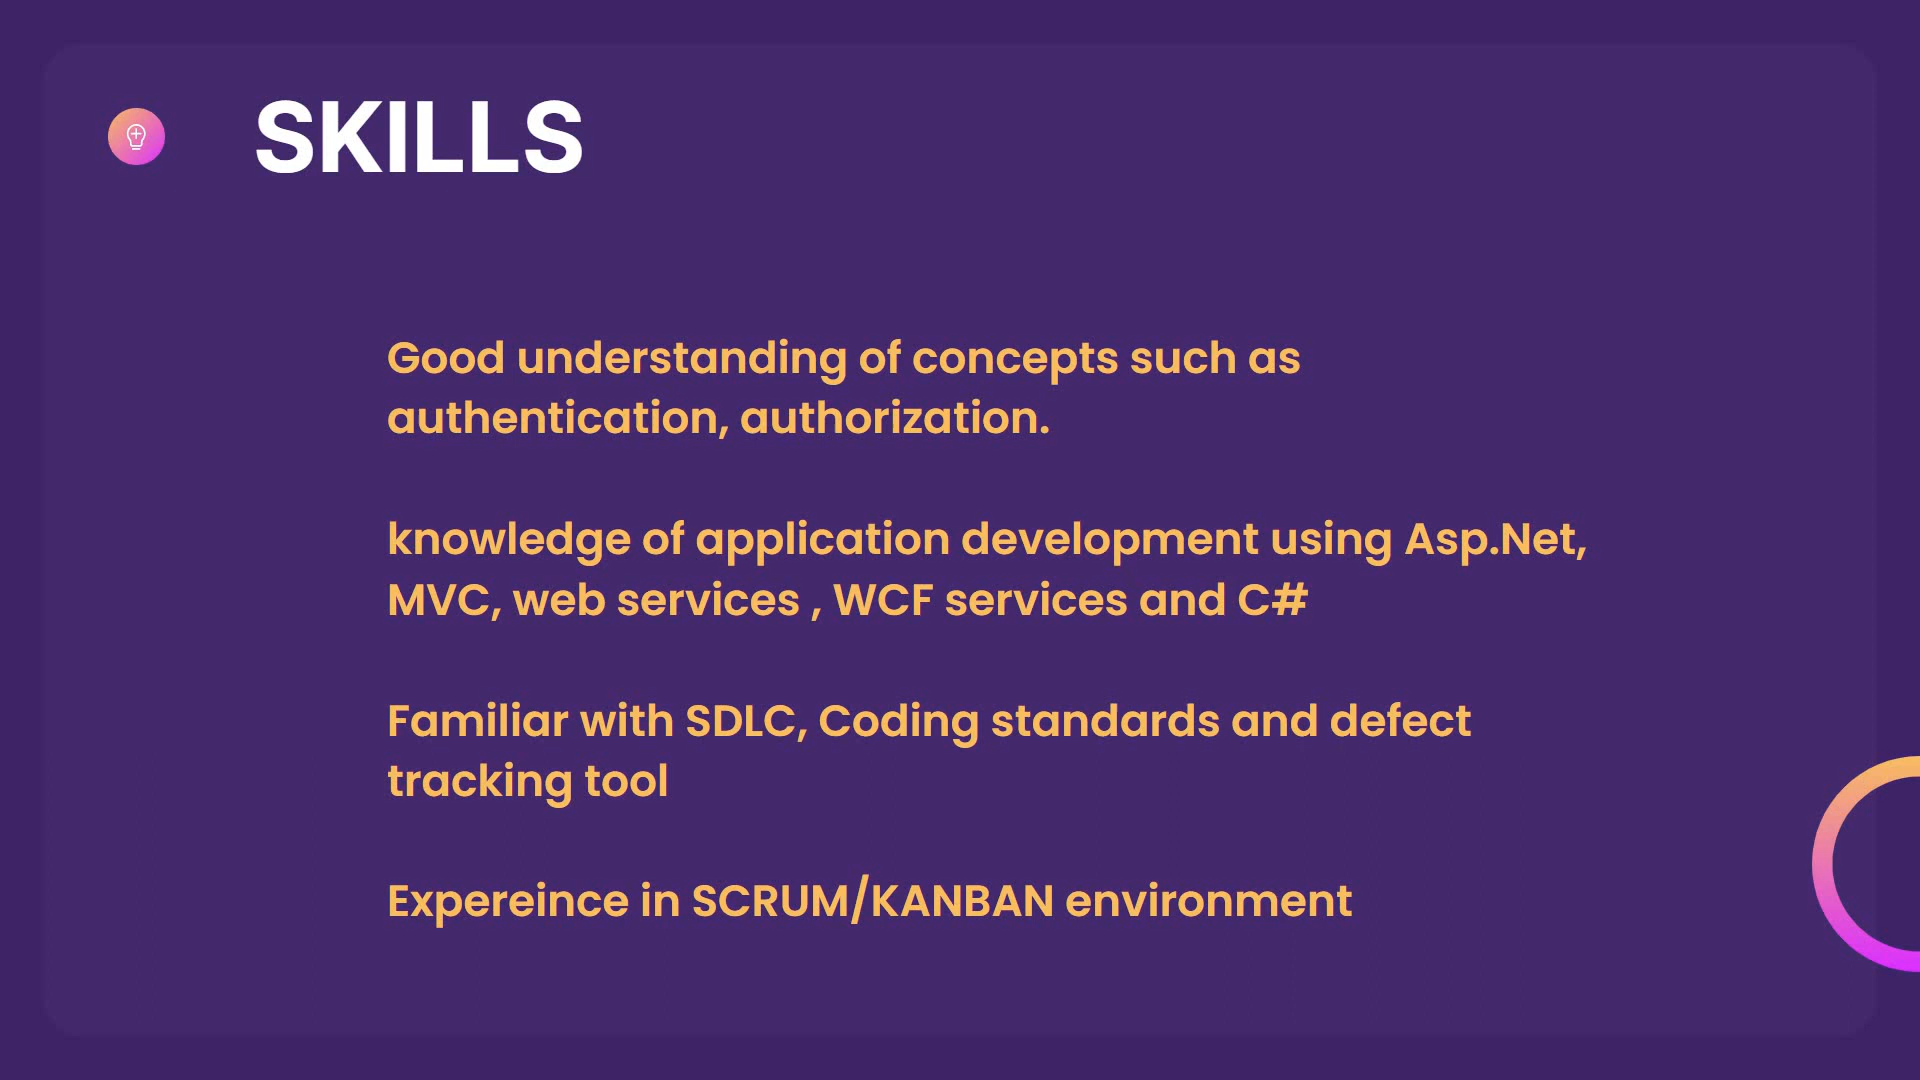 SKILLS
Good understanding of concepts such as
authentication, authorization.
knowledge of application development using Asp.Net,
MVC, web services , WCF services and C#
Familiar with SDLC, Coding standards and defect
tracking tool
Expereince in SCRUM/KANBAN environment